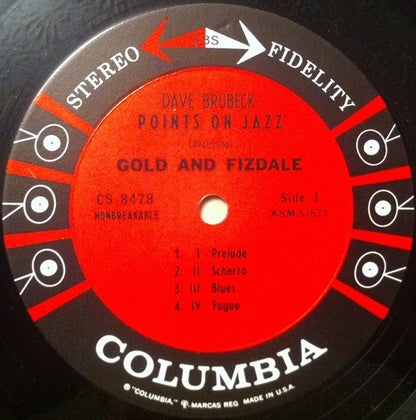 STEREO CBS FIDELITY
DAVE BRUBECK:
POINTS ON JAZZ
(Beginning)
GOLD AND FIZDALE
CS 8478 Side 1
NONBREAKABLE XSM 53673
1. I Prelude
2. II Scherzo
3. III Blues
4. IV - Fugue
COLUMBIA
® "COLUMBIA," ®, MARCAS REG. MADE IN U.S.A.